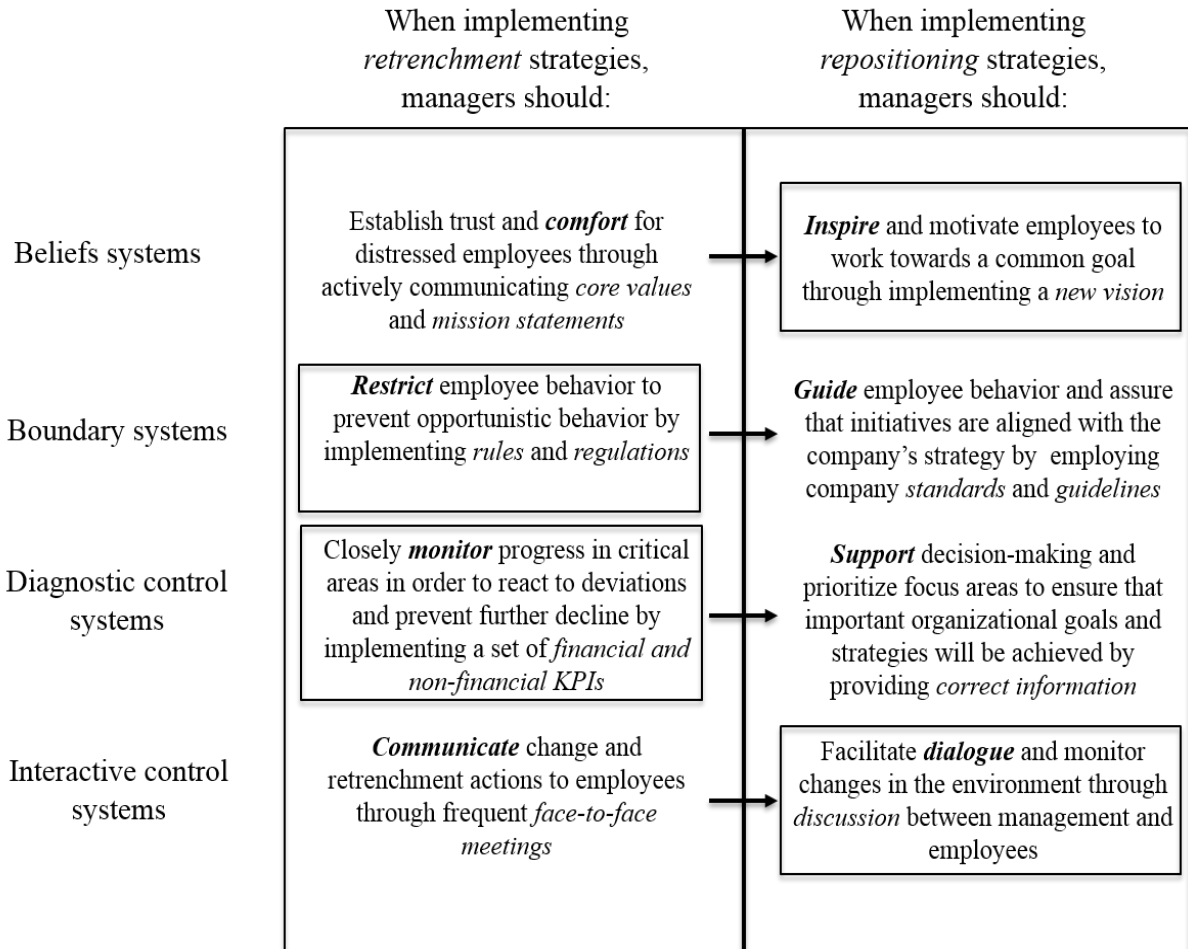 When implementing
retrenchment strategies,
managers should:
When implementing
repositioning strategies,
managers should:
Beliefs systems
Establish trust and comfort for
distressed employees through
actively communicating core values
and mission statements
Inspire and motivate employees to
work towards a common goal
through implementing a new vision
Boundary systems
Restrict employee behavior to
prevent opportunistic behavior by
implementing rules and regulations
Guide employee behavior and assure
that initiatives are aligned with the
company's strategy by employing
company standards and guidelines
Diagnostic control
systems
Closely monitor progress in critical
areas in order to react to deviations
and prevent further decline by
implementing a set of financial and
non-financial KPIs
Support decision-making and
prioritize focus areas to ensure that
important organizational goals and
strategies will be achieved by
providing correct information
Interactive control
systems
Communicate change and
retrenchment actions to employees
through frequent face-to-face
meetings
Facilitate dialogue and monitor
changes in the environment through
discussion between management and
employees